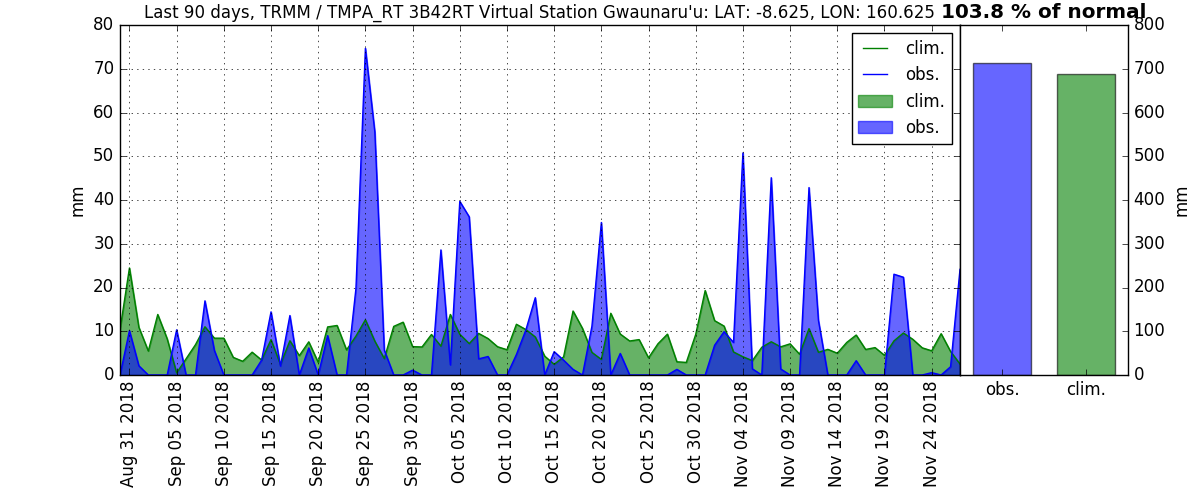 Last 90 days, TRMM / TMPA_RT 3B42RT Virtual Station Gwaunaru'u: LAT: -8.625, LON: 160.625 103.8 % of normal
80
70
60
50
40
30
20
10
0
mm
clim.
obs.
clim.
obs.
800
700
600
500
400
300
200
100
0
mm
obs.
clim.
Aug 31 2018
Sep 05 2018
Sep 10 2018
Sep 15 2018
Sep 20 2018
Sep 25 2018
Sep 30 2018
Oct 05 2018
Oct 10 2018
Oct 15 2018
Oct 20 2018
Oct 25 2018
Oct 30 2018
Nov 04 2018
Nov 09 2018
Nov 14 2018
Nov 19 2018
Nov 24 2018